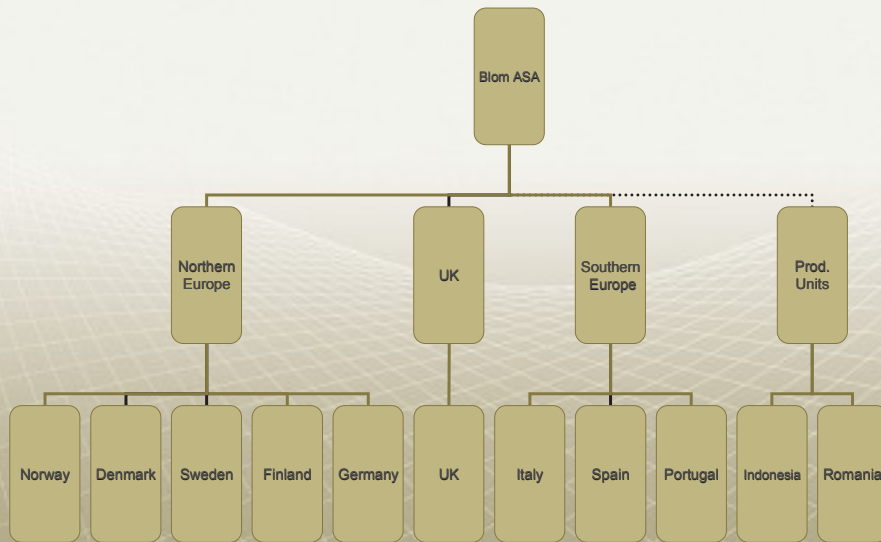 Blom ASA
Northern
Europe
UK
Southern
Europe
Prod.
Units
Norway
Denmark
Sweden
Finland
Germany
UK
Italy
Spain
Portugal
Indonesia
Romania